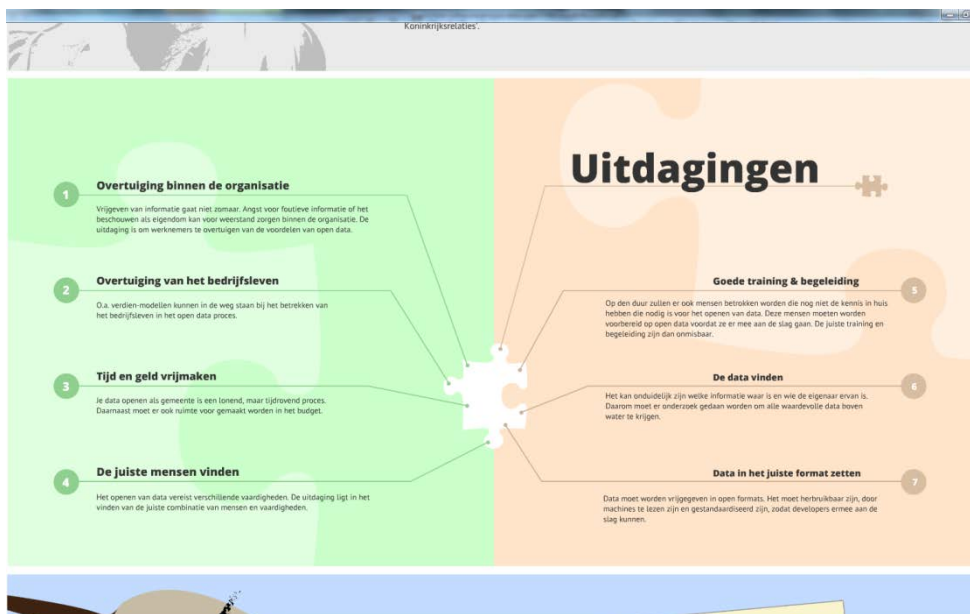 Koninkrijksrelaties'.
Uitdagingen
1
Overtuiging binnen de organisatie
Vrijgeven van informatie gaat niet zomaar. Angst voor foutieve informatie of het
beschouwen als eigendom kan voor weerstand zorgen binnen de organisatie. De
uitdaging is om werknemers te overtuigen van de voordelen van open data.
2
Overtuiging van het bedrijfsleven
O.a. verdien-modellen kunnen in de weg staan bij het betrekken van
het bedrijfsleven in het open data proces.
3
Tijd en geld vrijmaken
Je data openen als gemeente is een lonend, maar tijdrovend proces.
Daarnaast moet er ook ruimte voor gemaakt worden in het budget.
4
De juiste mensen vinden
Het openen van data vereist verschillende vaardigheden. De uitdaging ligt in het
vinden van de juiste combinatie van mensen en vaardigheden.
Goede training & begeleiding
5
Op den duur zullen er ook mensen betrokken worden die nog niet de kennis in huis
hebben die nodig is voor het openen van data. Deze mensen moeten worden
voorbereid op open data voordat ze er mee aan de slag gaan. De juiste training en
begeleiding zijn dan onmisbaar.
De data vinden
6
Het kan onduidelijk zijn welke informatie waar is en wie de eigenaar ervan is.
Daarom moet er onderzoek gedaan worden om alle waardevolle data boven
water te krijgen.
Data in het juiste format zetten
7
Data moet worden vrijgegeven in open formats. Het moet herbruikbaar zijn, door
machines te lezen zijn en gestandaardiseerd zijn, zodat developers ermee aan de
slag kunnen.